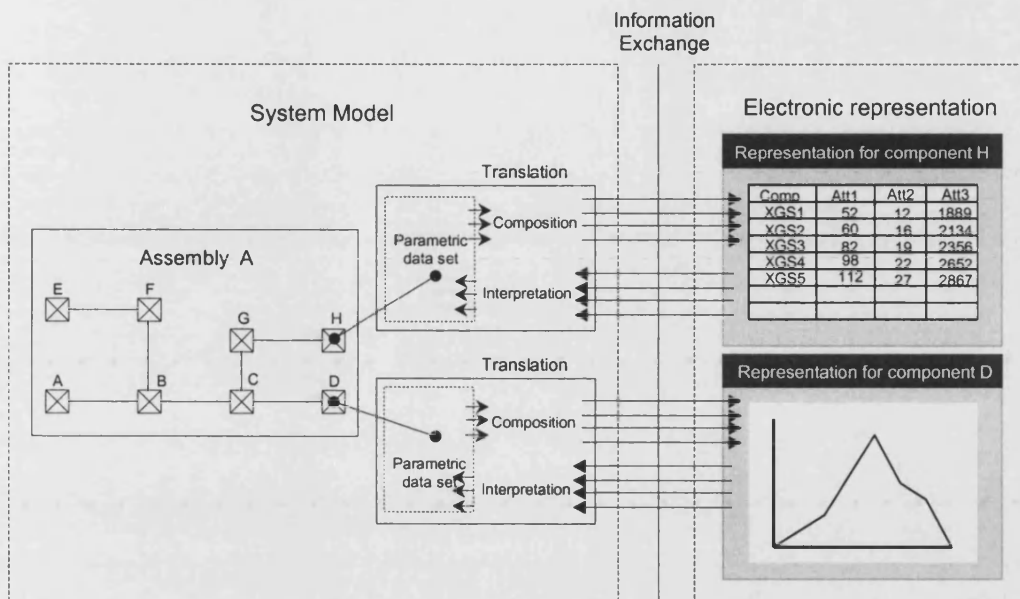 Information
Exchange
System Model
Electronic representation
Representation for component H
Translation
Comp Att1 Att2 Att3
XGS1 52 12 1889
XGS2 60 16 2134
XGS3 82 19 2356
XGS4 98 22 2652
XGS5 112 27 2867
Composition
Parametric
data set
Interpretation
Assembly A
E F
G H
A B C D
Translation
Representation for component D
Composition
Parametric
data set
Interpretation